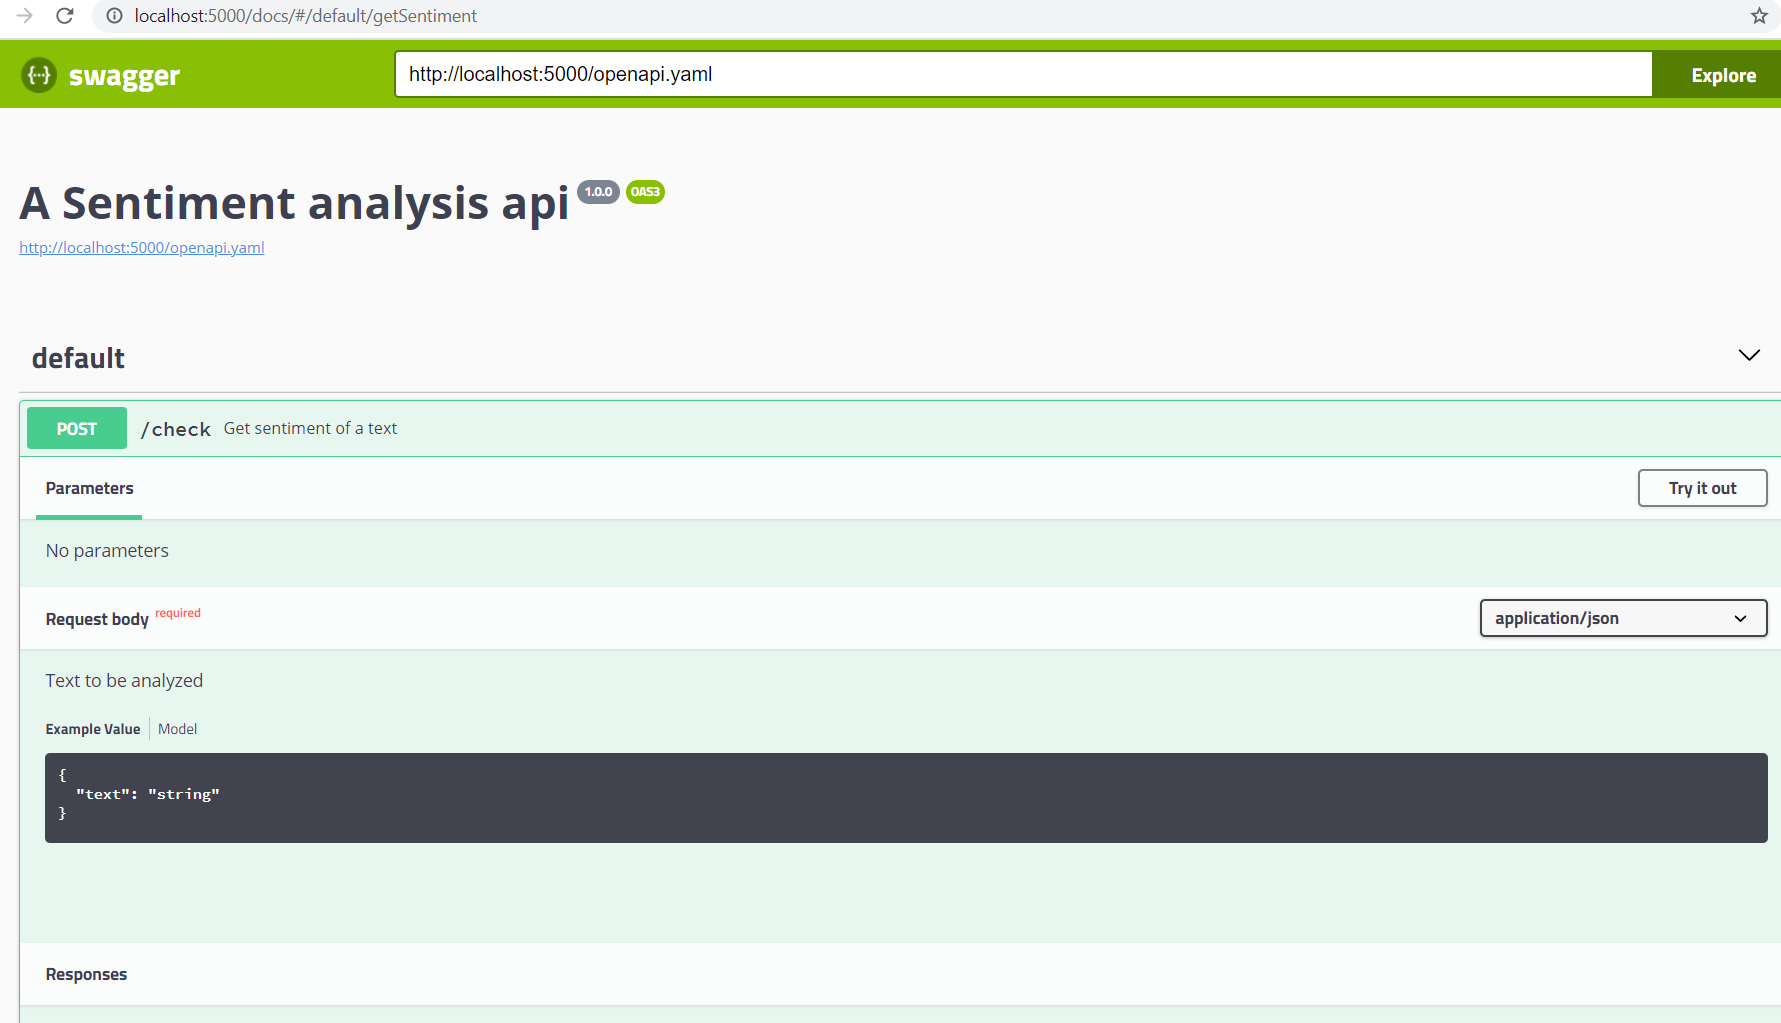 localhost:5000/docs/#/default/getSentiment
swagger
http://localhost:5000/openapi.yaml
Explore
A Sentiment analysis api 1.0.0 OAS3
http://localhost:5000/openapi.yaml
default
POST /check Get sentiment of a text
Parameters
Try it out
No parameters
Request body required
application/json
Text to be analyzed
Example Value Model
{
"text": "string"
}
Responses